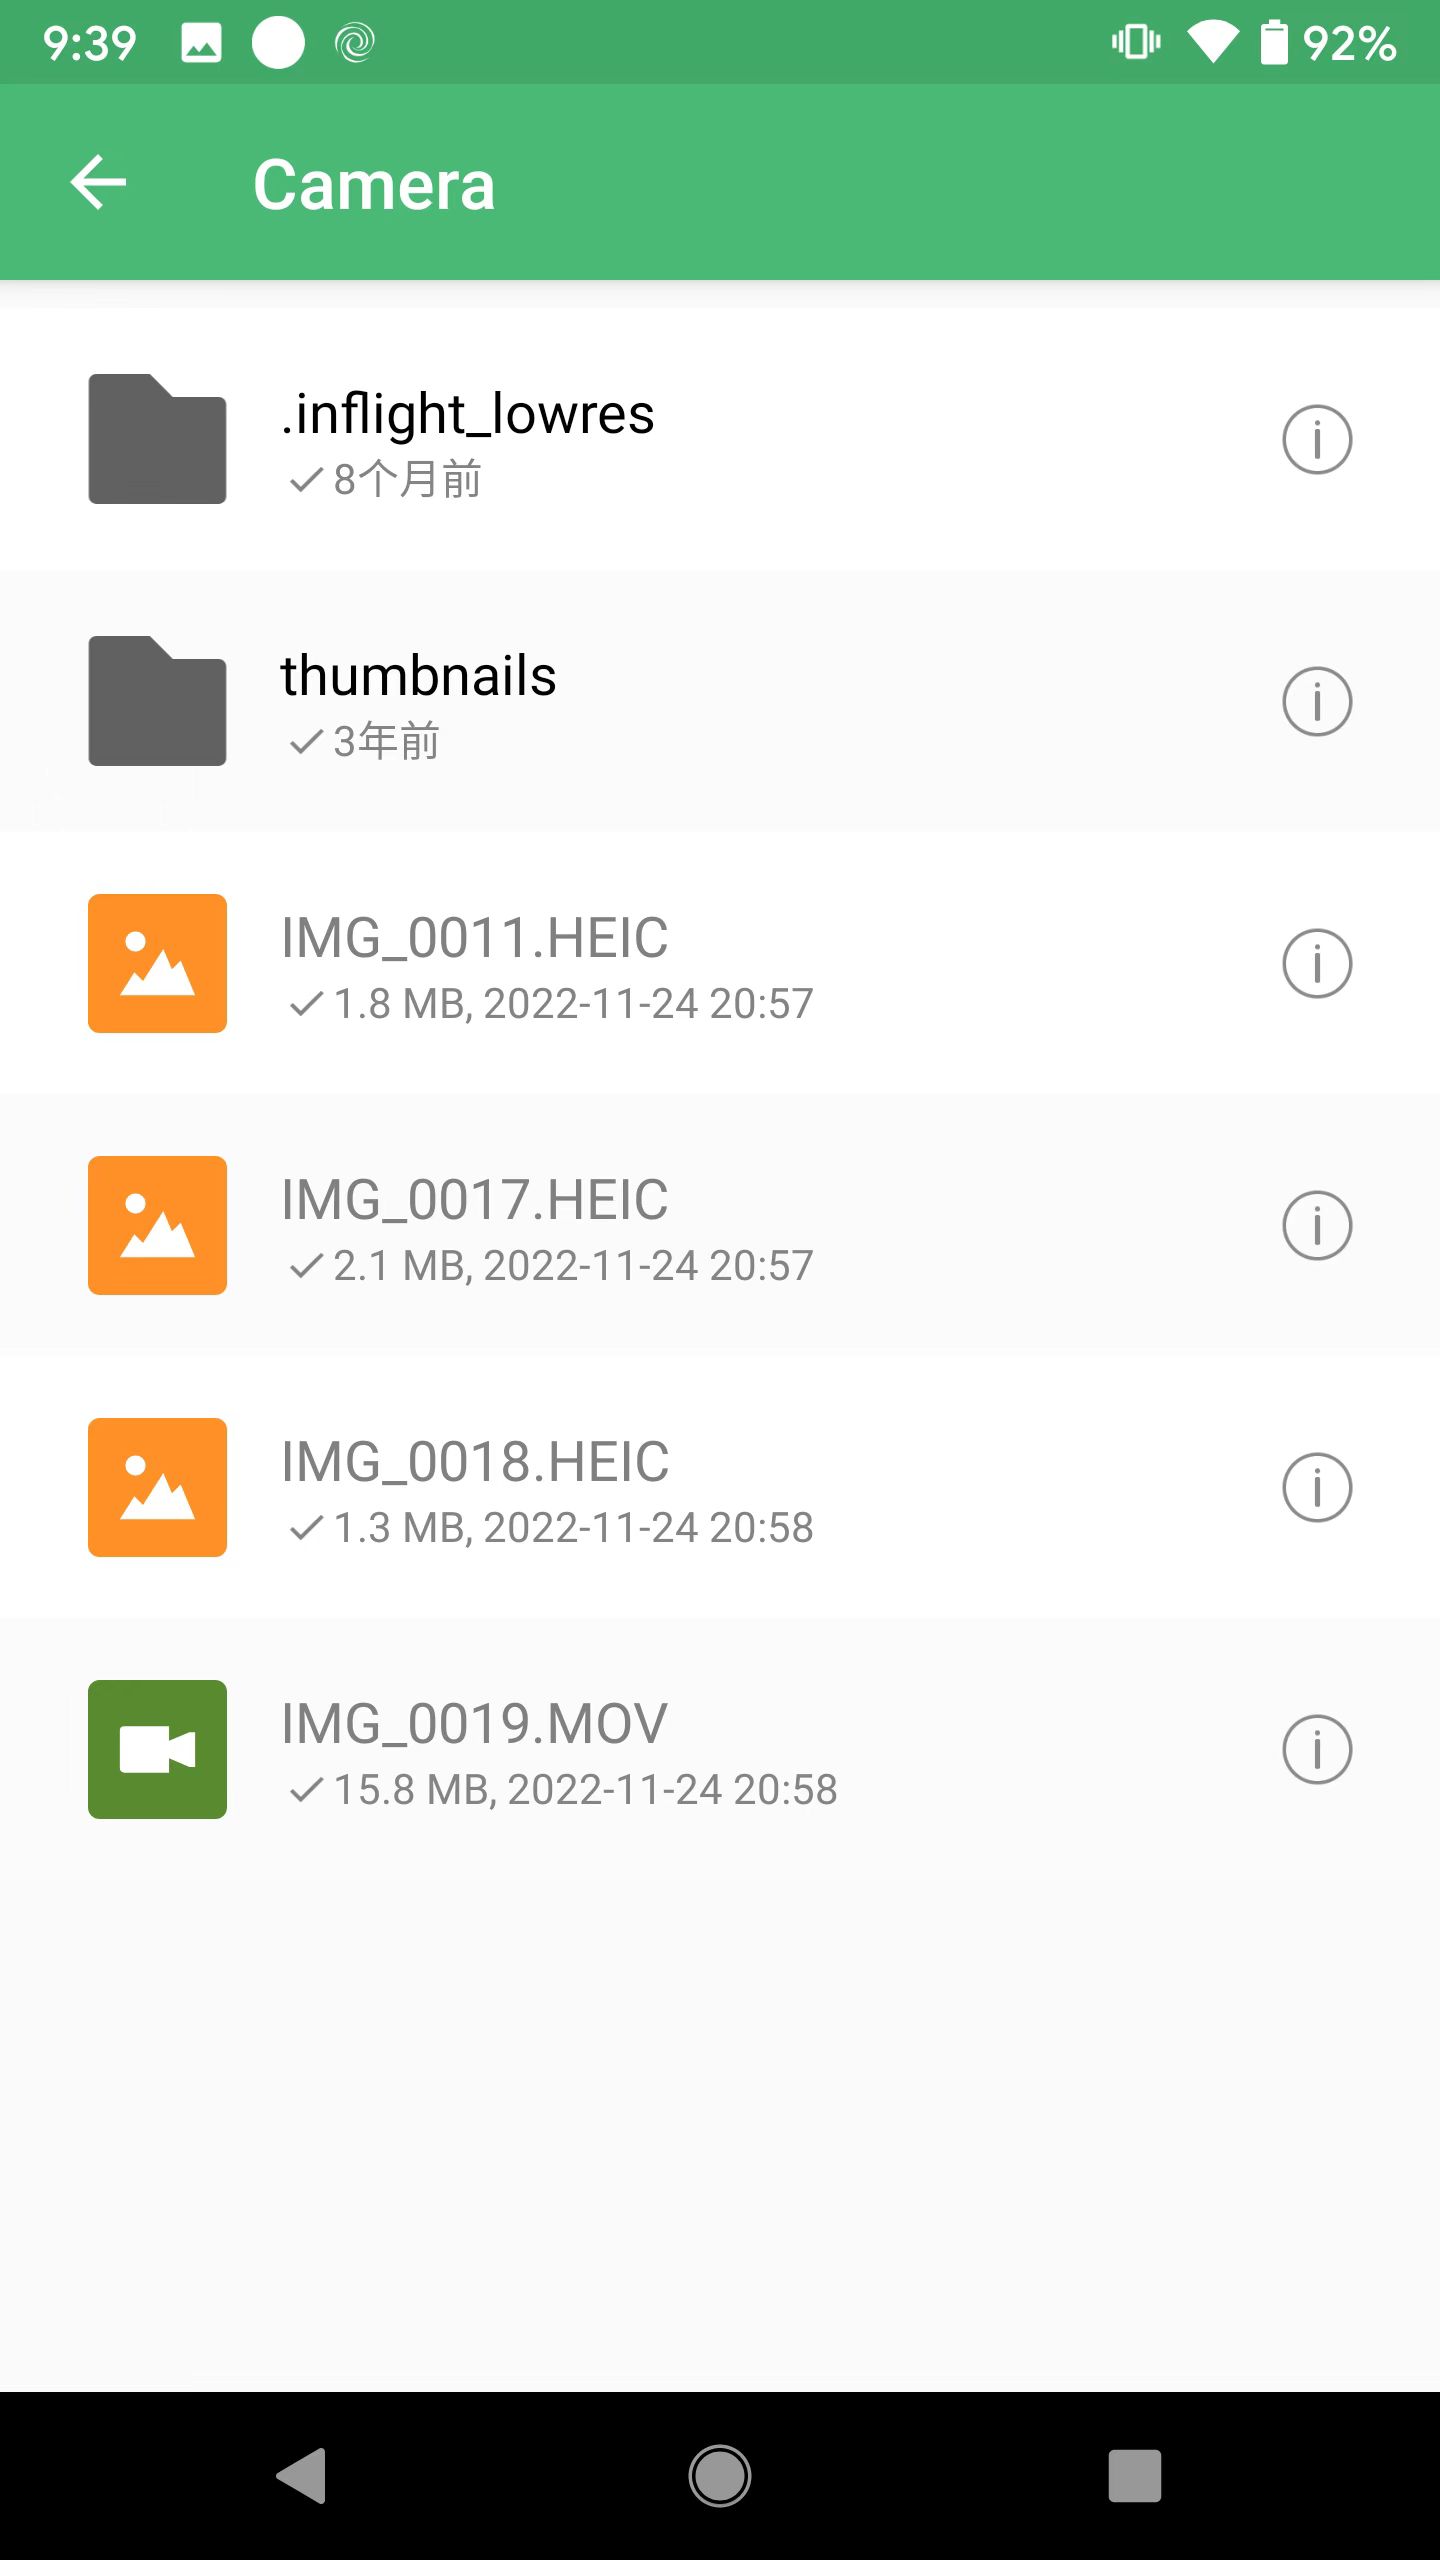 9:39
92%
Camera
.inflight_lowres
8个月前
thumbnails
3年前
IMG_0011.HEIC
1.8 MB, 2022-11-24 20:57
IMG_0017.HEIC
2.1 MB, 2022-11-24 20:57
IMG_0018.HEIC
1.3 MB, 2022-11-24 20:58
IMG_0019.MOV
15.8 MB, 2022-11-24 20:58